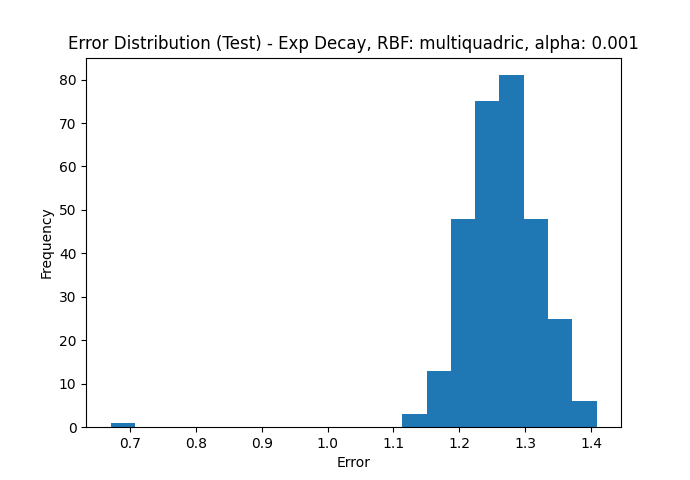 Error Distribution (Test) - Exp Decay, RBF: multiquadric, alpha: 0.001
80
70
60
50
40
30
20
10
0
Frequency
0.7 0.8 0.9 1.0 1.1 1.2 1.3 1.4
Error